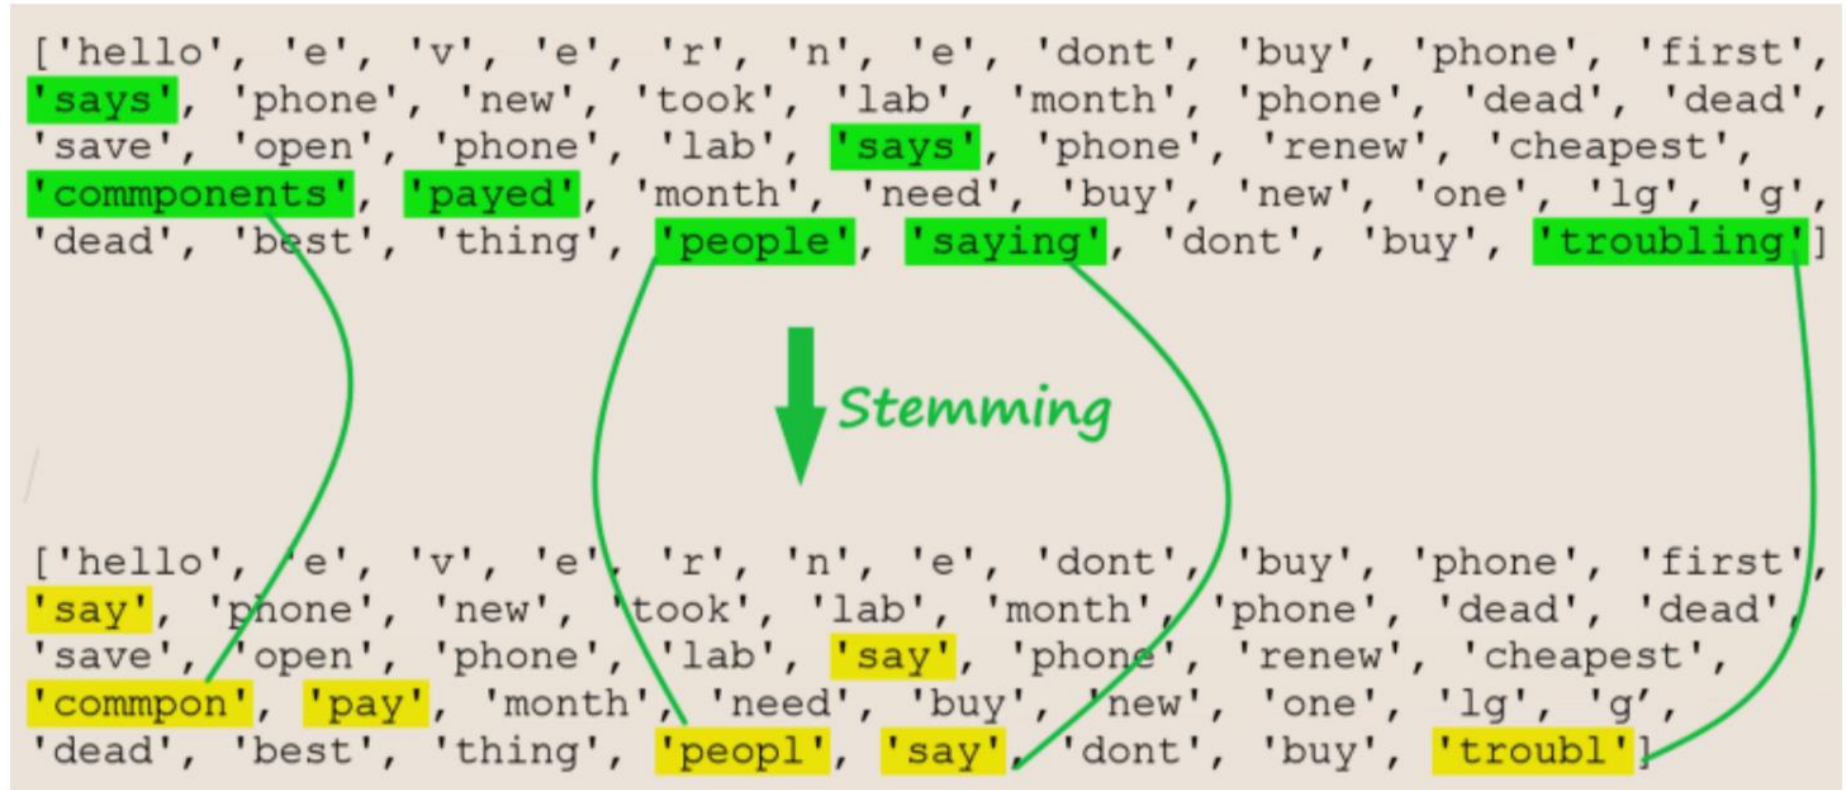 ['hello', 'e', 'v', 'e', 'r', 'n', 'e', 'dont', 'buy', 'phone', 'first',
'says', 'phone', 'new', 'took', 'lab', 'month', 'phone', 'dead', 'dead',
'save', 'open', 'phone', 'lab', 'says', 'phone', 'renew', 'cheapest',
'commponents', 'payed', 'month', 'need', 'buy', 'new', 'one', 'lg', 'g',
'dead', 'best', 'thing', 'people', 'saying', 'dont', 'buy', 'troubling']
Stemming
['hello', 'e', 'v', 'e', 'r', 'n', 'e', 'dont', 'buy', 'phone', 'first',
'say', 'phone', 'new', 'took', 'lab', 'month', 'phone', 'dead', 'dead',
'save', 'open', 'phone', 'lab', 'say', 'phone', 'renew', 'cheapest',
'commpon', 'pay', 'month', 'need', 'buy', 'new', 'one', 'lg', 'g’,
'dead', 'best', 'thing', 'peopl', 'say', 'dont', 'buy', 'troubl']